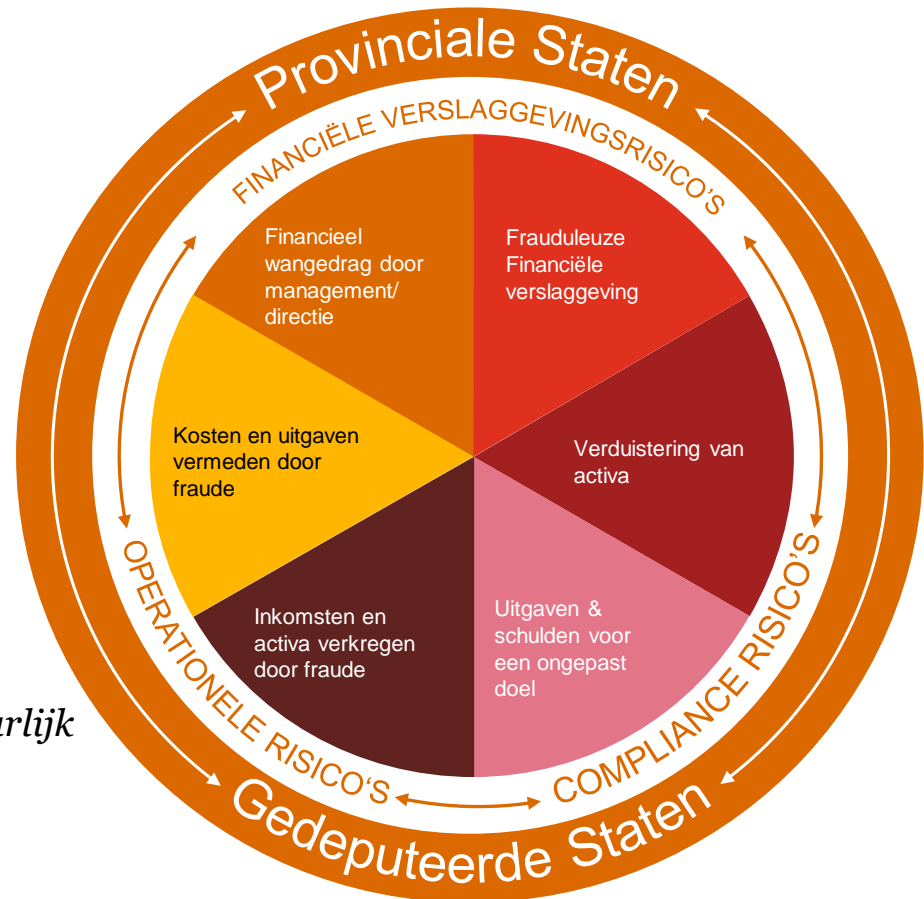 Provinciale Staten
FINANCIËLE VERSLAGGEVINGSRISICO'S
Financieel
wangedrag door
management/
directie
Frauduleuze
Financiële
verslaggeving
Kosten en uitgaven
vermeden door
fraude
Verduistering van
activa
Inkomsten en
activa verkregen
door fraude
Uitgaven &
schulden voor
een ongepast
doel
OPERATIONELE RISICO‘S
COMPLIANCE RISICO’S
urlijk
Gedeputeerde Staten